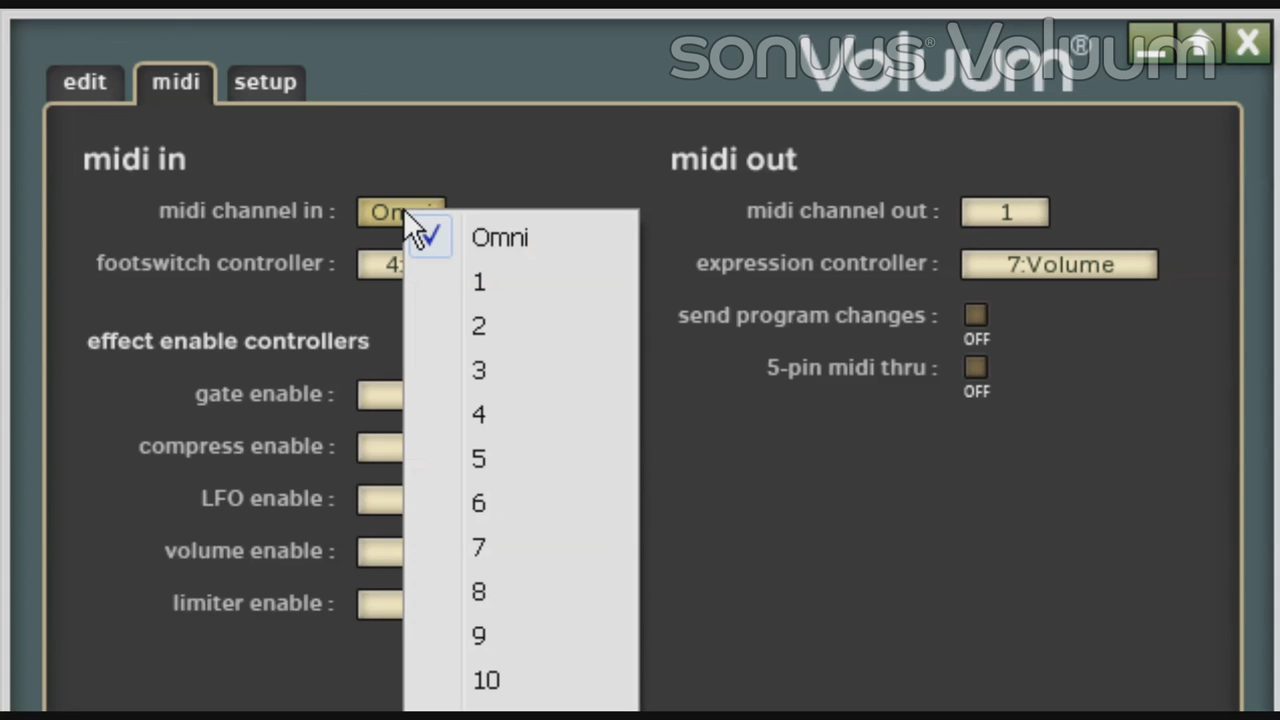 sonuus® Voluum
Voluum®
edit
midi
setup
midi in
midi channel in :
footswitch controller : 4:
effect enable controllers
gate enable :
compress enable :
LFO enable :
volume enable :
limiter enable :
Omni
1
2
3
4
5
6
7
8
9
10
midi out
midi channel out : 1
expression controller : 7:Volume
send program changes :
OFF
5-pin midi thru :
OFF